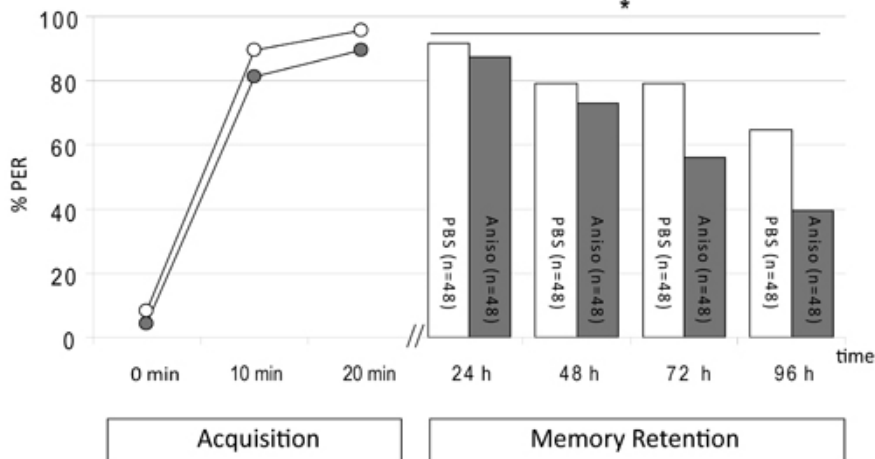 *
100
80
60
40
20
0
% PER
PBS (n=48)
Aniso (n=48)
PBS (n=48)
Aniso (n=48)
PBS (n=48)
Aniso (n=48)
PBS (n=48)
Aniso (n=48)
//
time
0 min 10 min 20 min 24 h 48 h 72 h 96 h
Acquisition Memory Retention